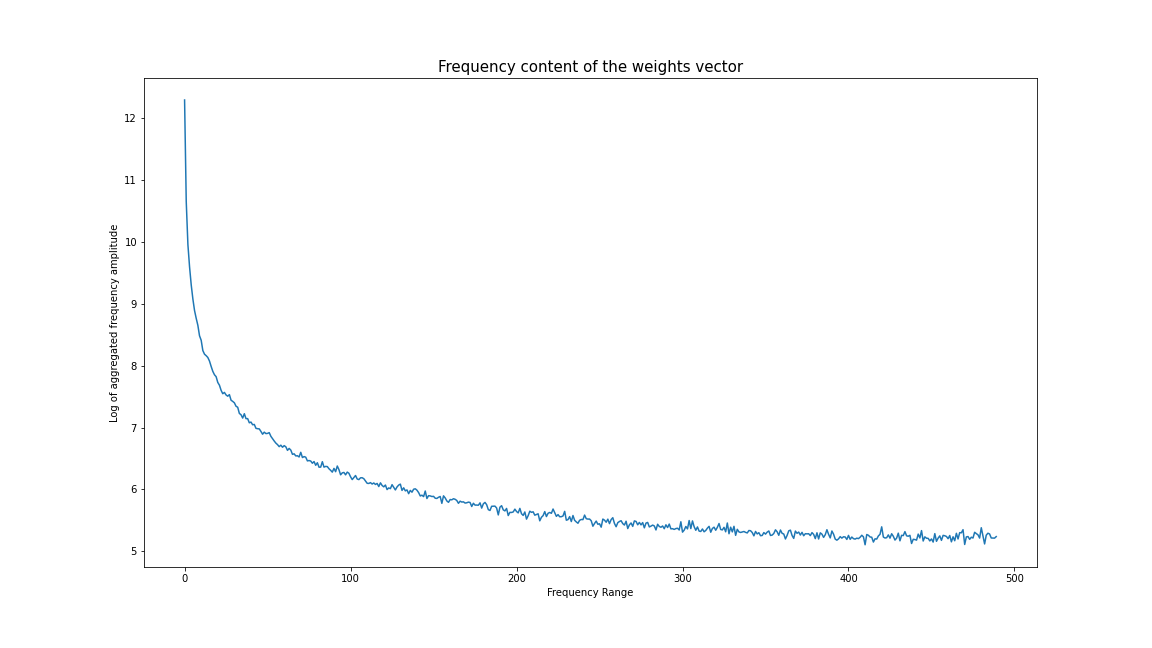 Frequency content of the weights vector
12
11
10
9
8
7
6
5
Log of aggregated frequency amplitude
0 100 200 300 400 500
Frequency Range